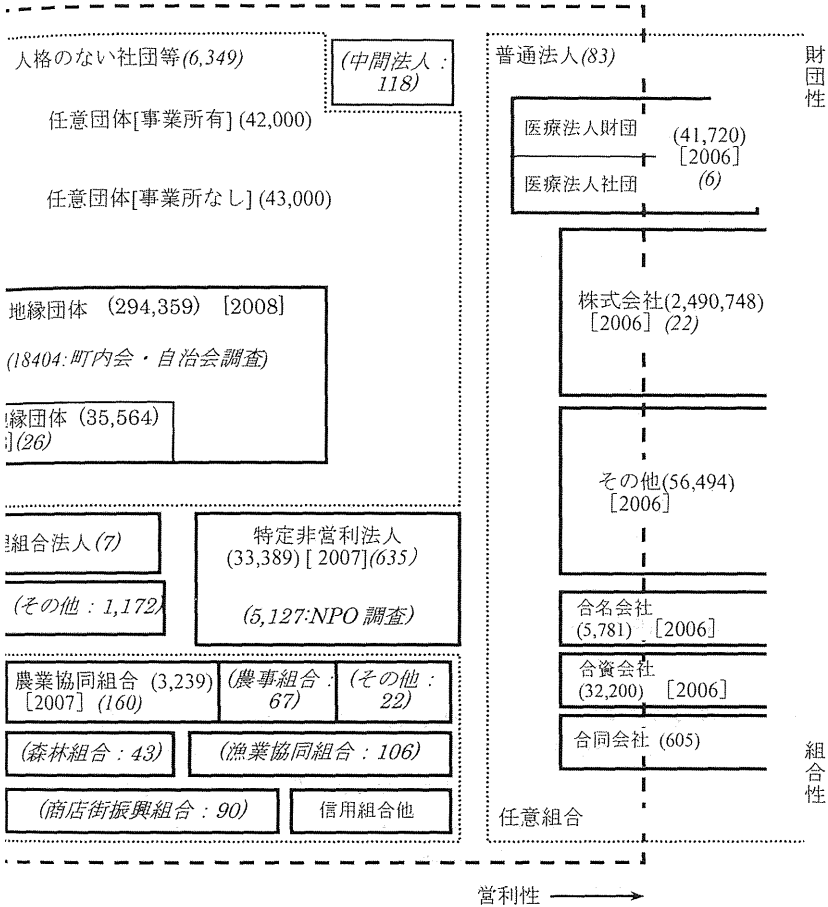 人格のない社団等(6,349)
(中間法人：
118)
任意団体[事業所有] (42,000)
任意団体[事業所なし] (43,000)
地縁団体 (294,359) [2008]
(18404:町内会・自治会調査)
縁団体 (35,564)
](26)
組合法人(7)
(その他：1,172)
特定非営利法人
(33,389) [ 2007](635)
(5,127:NPO 調査)
農業協同組合 (3,239)
[2007] (160)
(農事組合：
67)
(その他：
22)
(森林組合：43)
(漁業協同組合：106)
(商店街振興組合：90)
信用組合他
普通法人(83)
医療法人財団
医療法人社団
(41,720)
[2006]
(6)
株式会社(2,490,748)
[2006] (22)
その他(56,494)
[2006]
合名会社
(5,781) [2006]
合資会社
(32,200) [2006]
合同会社 (605)
任意組合
財団性
組合性
営利性